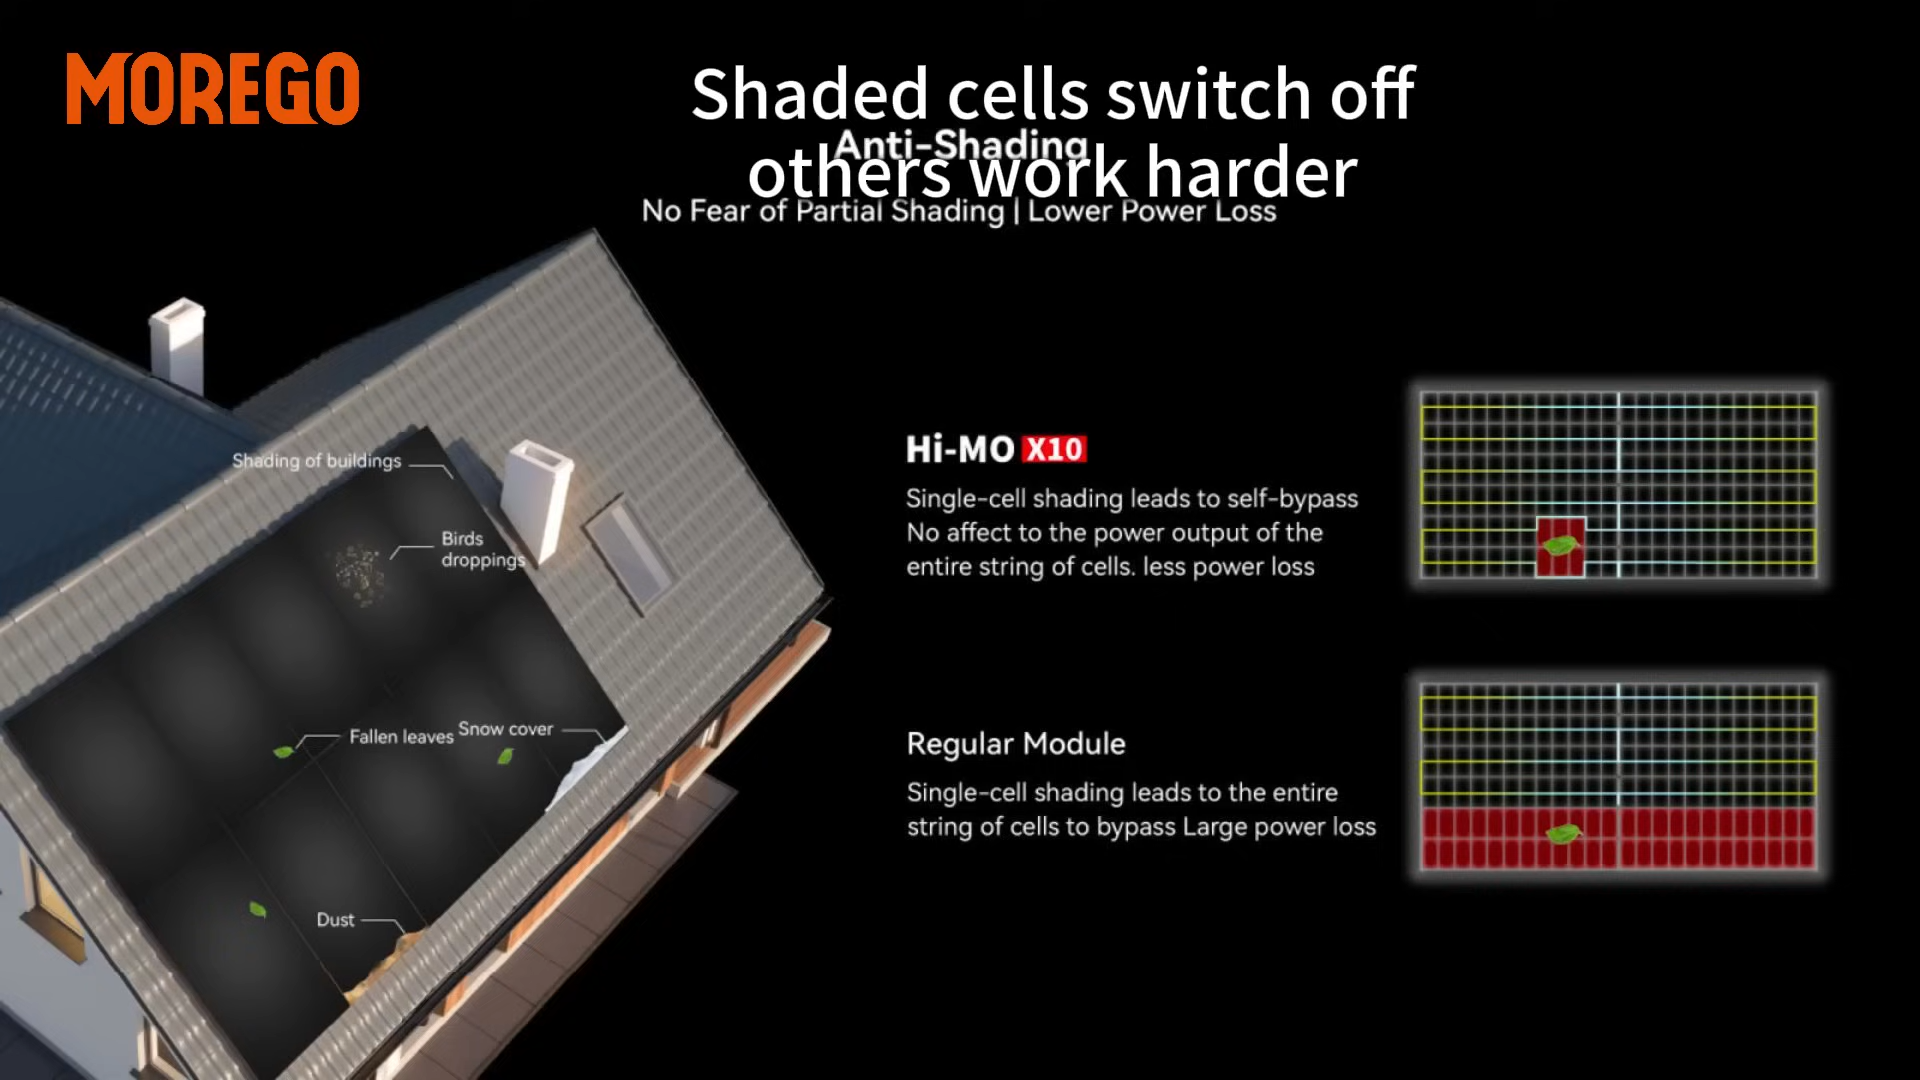 MOREGO
Shaded cells switch off
Anti-Shading
others work harder
No Fear of Partial Shading | Lower Power Loss
Shading of buildings
Birds
droppings
Fallen leaves
Snow cover
Dust
Hi-MO X10
Single-cell shading leads to self-bypass
No affect to the power output of the
entire string of cells. less power loss
Regular Module
Single-cell shading leads to the entire
string of cells to bypass Large power loss